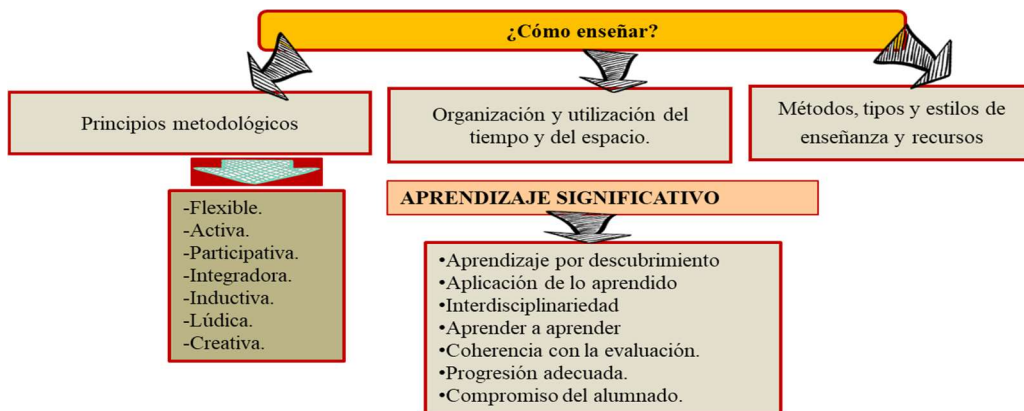 ¿Cómo enseñar?
Principios metodológicos
Organización y utilización del
tiempo y del espacio.
Métodos, tipos y estilos de
enseñanza y recursos
-Flexible.
-Activa.
-Participativa.
-Integradora.
-Inductiva.
-Lúdica.
-Creativa.
APRENDIZAJE SIGNIFICATIVO
•Aprendizaje por descubrimiento
•Aplicación de lo aprendido
•Interdisciplinariedad
•Aprender a aprender
•Coherencia con la evaluación.
•Progresión adecuada.
•Compromiso del alumnado.